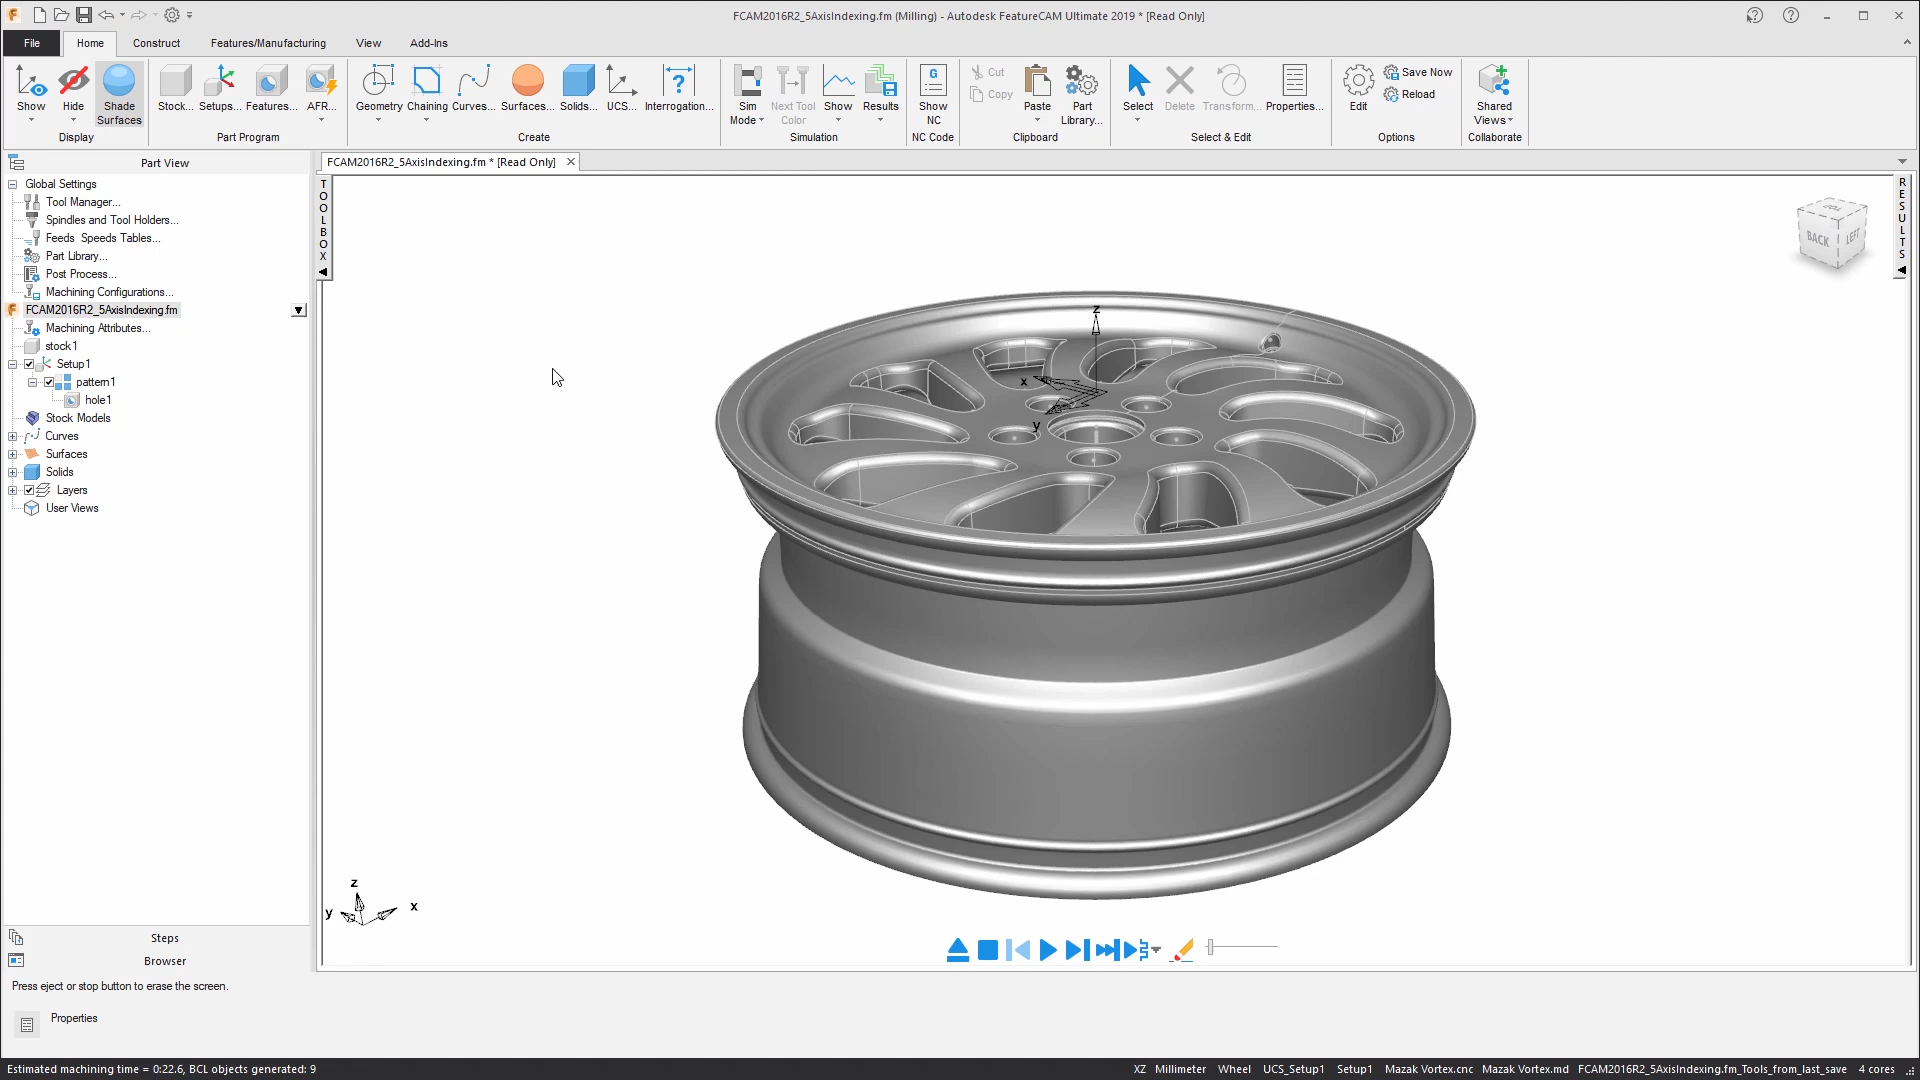 FCAM2016R2_5AxisIndexing.fm (Milling) - Autodesk FeatureCAM Ultimate 2019 * [Read Only]
File Home Construct Features/Manufacturing View Add-Ins
Show Hide Shade Surfaces
Stock... Setups... Features... AFR...
Geometry Chaining Curves... Surfaces... Solids... UCS... Interrogation...
Sim Mode Next Tool Color Show Results
G Show NC
Cut Copy Paste Part Library...
Select Delete Transform... Properties...
Edit Save Now Reload
Shared Views
Display Part Program Create Simulation NC Code Clipboard Select & Edit Options Collaborate
Part View
FCAM2016R2_5AxisIndexing.fm * [Read Only]
Global Settings
Tool Manager...
Spindles and Tool Holders...
Feeds Speeds Tables...
Part Library...
Post Process...
Machining Configurations...
FCAM2016R2_5AxisIndexing.fm
Machining Attributes...
stock1
Setup1
pattern1
hole1
Stock Models
Curves
Surfaces
Solids
Layers
User Views
TOOLBOX
RESULTS
TOP
BACK LEFT
z
x
y
z
y x
Steps
Browser
Press eject or stop button to erase the screen.
Properties
Estimated machining time = 0:22.6, BCL objects generated: 9
XZ Millimeter Wheel UCS_Setup1 Setup1 Mazak Vortex.cnc Mazak Vortex.md FCAM2016R2_5AxisIndexing.fm_Tools_from_last_save 4 cores